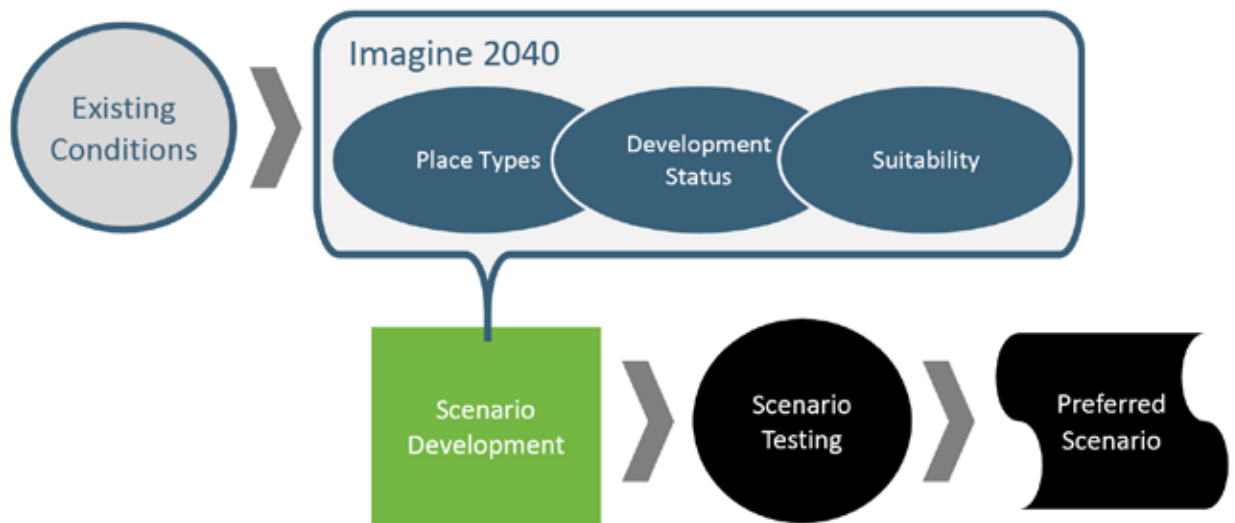 Existing
Conditions
Imagine 2040
Place Types
Development
Status
Suitability
Scenario
Development
Scenario
Testing
Preferred
Scenario